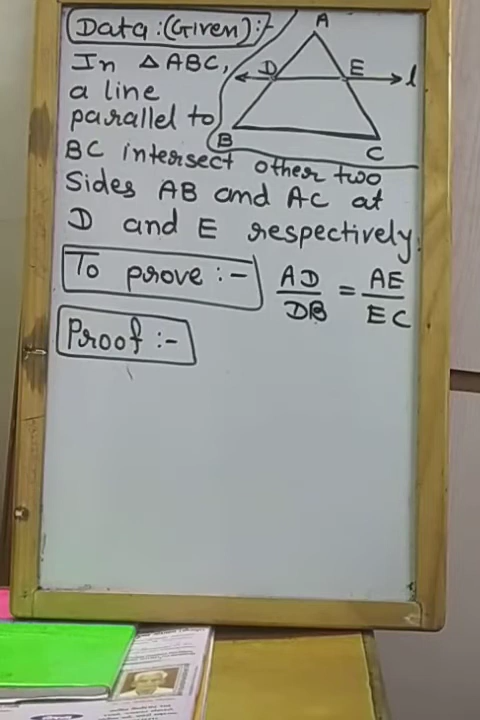 Data:(Given):-
In △ABC,
a line
parallel to
BC intersect other two
Sides AB and AC at
D and E respectively.
To prove :- AD/DB = AE/EC
Proof :-
A
D E l
B C